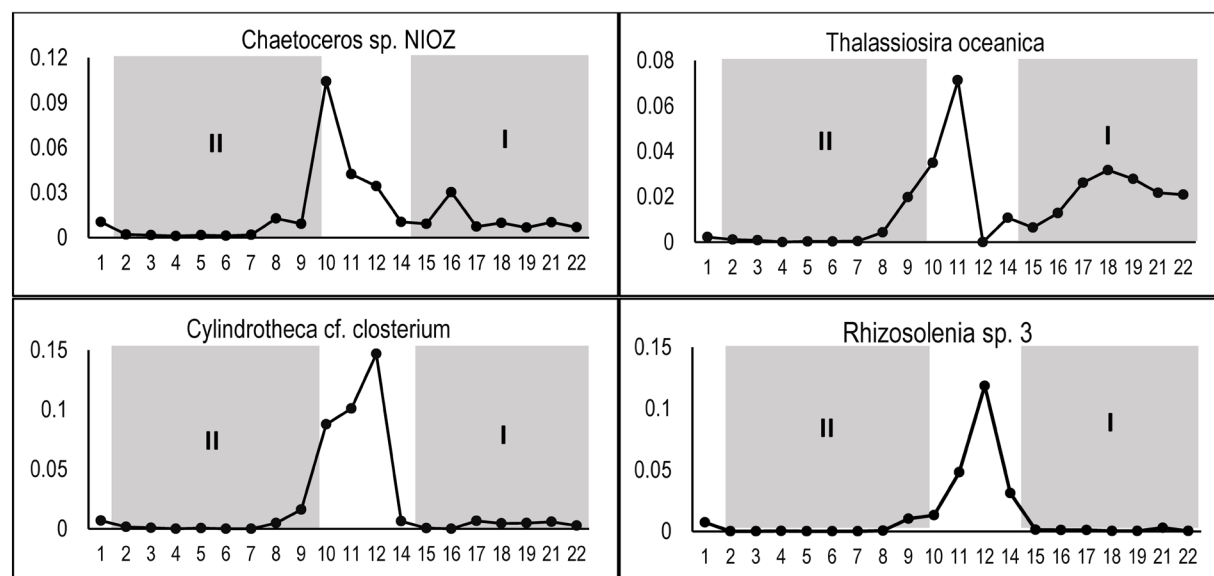 Chaetoceros sp. NIOZ
0.12
0.09
0.06
0.03
0
II
I
1 2 3 4 5 6 7 8 9 10 11 12 14 15 16 17 18 19 21 22
Thalassiosira oceanica
0.08
0.06
0.04
0.02
0
II
I
1 2 3 4 5 6 7 8 9 10 11 12 14 15 16 17 18 19 21 22
Cylindrotheca cf. closterium
0.15
0.1
0.05
0
II
I
1 2 3 4 5 6 7 8 9 10 11 12 14 15 16 17 18 19 21 22
Rhizosolenia sp. 3
0.15
0.1
0.05
0
II
I
1 2 3 4 5 6 7 8 9 10 11 12 14 15 16 17 18 19 21 22